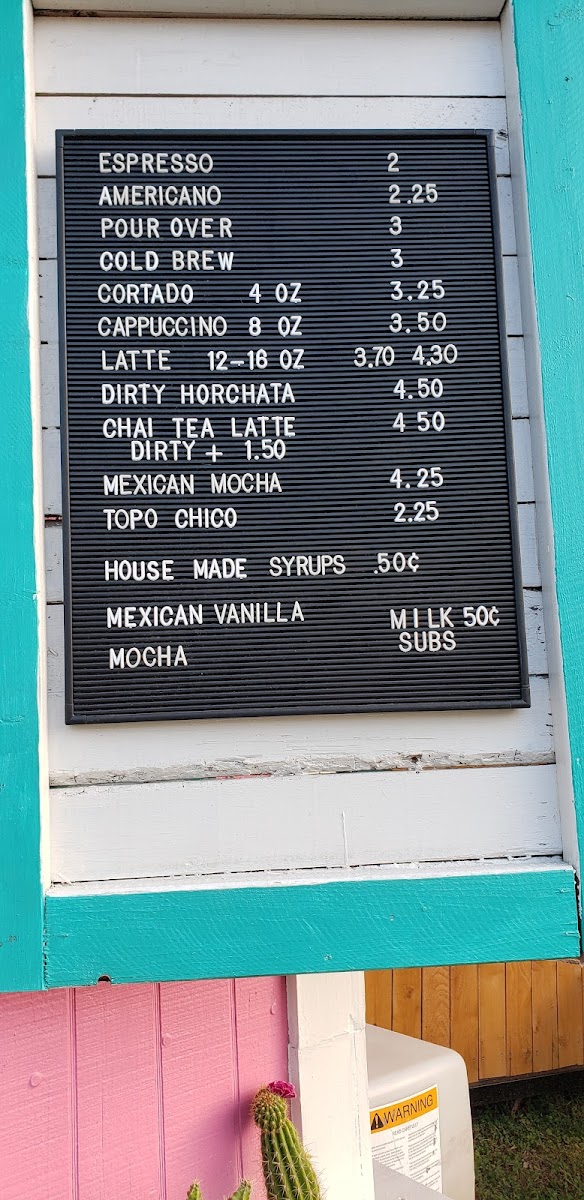 ESPRESSO 2
AMERICANO 2.25
POUR OVER 3
COLD BREW 3
CORTADO 4 OZ 3.25
CAPPUCCINO 8 OZ 3.50
LATTE 12-16 OZ 3.70 4.30
DIRTY HORCHATA 4.50
CHAI TEA LATTE 4 50
DIRTY + 1.50
MEXICAN MOCHA 4.25
TOPO CHICO 2.25
HOUSE MADE SYRUPS .50¢
MEXICAN VANILLA MILK 50¢
SUBS
MOCHA
WARNING